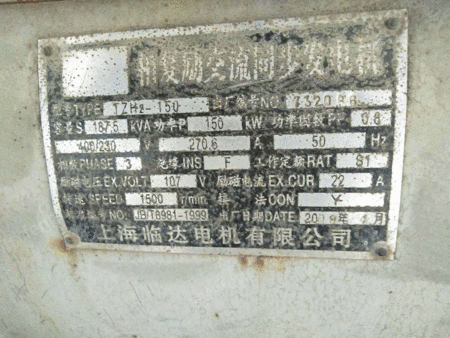 相复励交流同步发电机
型号TYPE TZH2-150 出厂编号NO.
容量S 187.5 KVA 功率P 150 kW 功率因数PF 0.8
400/230 V 270.6 A 50 Hz
相数PHASE 3 绝缘INS F 工作定额RAT S1
励磁电压EX.VOLT 107 V 励磁电流EX.CUR 22 A
转速SPEED 1500 r/min 接法CON Y
标准编号NO. JB/T8981-1999 出厂日期DATE 2019年 月
上海临达电机有限公司